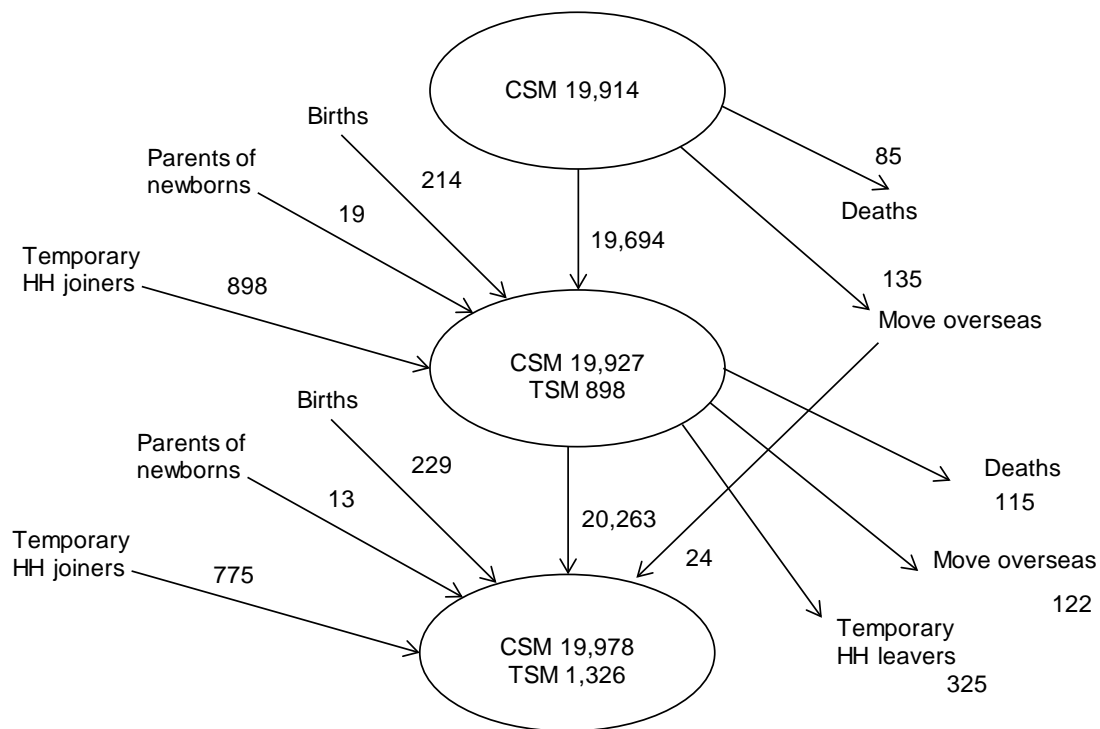 CSM 19,914
Births
85
Parents of
newborns
214
Deaths
19
19,694
Temporary
HH joiners
898
135
Move overseas
CSM 19,927
TSM 898
Births
Parents of
newborns
229
Deaths
115
13
20,263
Temporary
HH joiners
775
24
Move overseas
122
Temporary
HH leavers
325
CSM 19,978
TSM 1,326